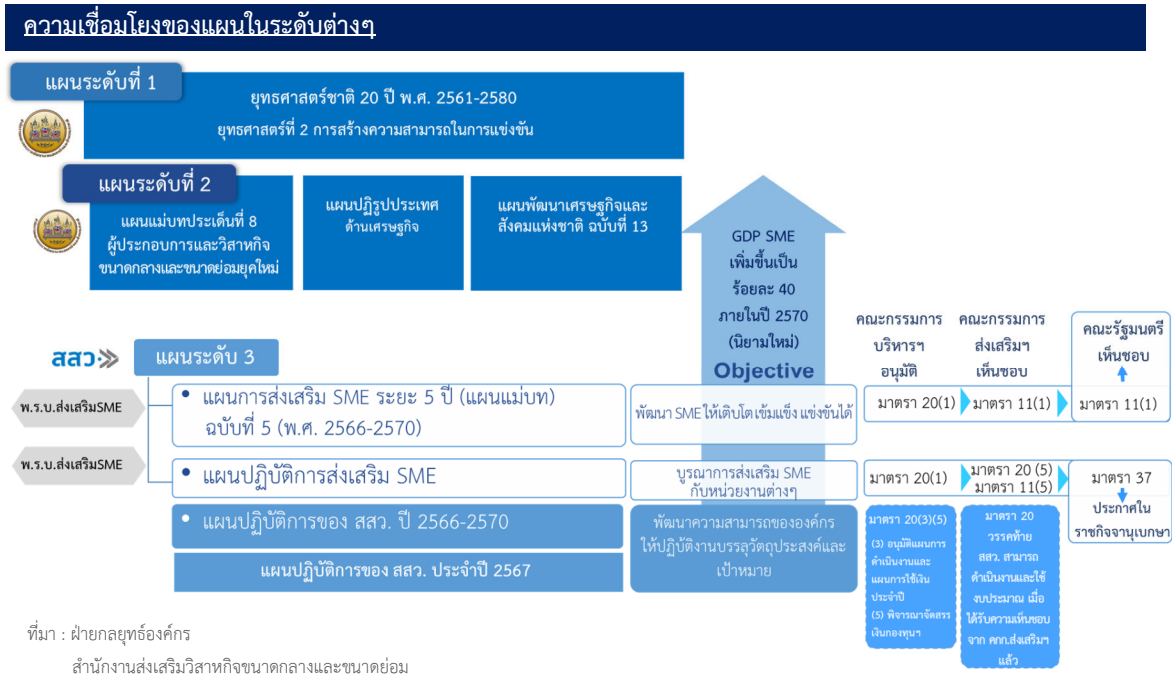 ความเชื่อมโยงของแผนในระดับต่างๆ
แผนระดับที่ 1
ยุทธศาสตร์ชาติ 20 ปี พ.ศ. 2561-2580
ยุทธศาสตร์ที่ 2 การสร้างความสามารถในการแข่งขัน
แผนระดับที่ 2
แผนแม่บทประเด็นที่ 8
ผู้ประกอบการและวิสาหกิจ
ขนาดกลางและขนาดย่อมยุคใหม่
แผนปฏิรูปประเทศ
ด้านเศรษฐกิจ
แผนพัฒนาเศรษฐกิจและ
สังคมแห่งชาติ ฉบับที่ 13
GDP SME
เพิ่มขึ้นเป็น
ร้อยละ 40
ภายในปี 2570
(นิยามใหม่)
Objective
คณะกรรมการ
บริหารฯ
อนุมัติ
คณะกรรมการ
ส่งเสริมฯ
เห็นชอบ
คณะรัฐมนตรี
เห็นชอบ
สสว
แผนระดับ 3
พ.ร.บ.ส่งเสริมSME
• แผนการส่งเสริม SME ระยะ 5 ปี (แผนแม่บท)
ฉบับที่ 5 (พ.ศ. 2566-2570)
พัฒนา SME ให้เติบโต เข้มแข็ง แข่งขันได้
มาตรา 20(1)
มาตรา 11(1)
มาตรา 11(1)
พ.ร.บ.ส่งเสริมSME
• แผนปฏิบัติการส่งเสริม SME
บูรณาการส่งเสริม SME
กับหน่วยงานต่างๆ
มาตรา 20(1)
มาตรา 20 (5)
มาตรา 11(5)
มาตรา 37
ประกาศใน
ราชกิจจานุเบกษา
• แผนปฏิบัติการของ สสว. ปี 2566-2570
แผนปฏิบัติการของ สสว. ประจำปี 2567
พัฒนาความสามารถขององค์กร
ให้ปฏิบัติงานบรรลุวัตถุประสงค์และ
เป้าหมาย
มาตรา 20(3)(5)
(3) อนุมัติแผนการ
ดำเนินงานและ
แผนการใช้เงิน
ประจำปี
(5) พิจารณาจัดสรร
เงินกองทุนฯ
มาตรา 20
วรรคท้าย
สสว. สามารถ
ดำเนินงานและใช้
งบประมาณ เมื่อ
ได้รับความเห็นชอบ
จาก คกก.ส่งเสริมฯ
แล้ว
ที่มา : ฝ่ายกลยุทธ์องค์กร
สำนักงานส่งเสริมวิสาหกิจขนาดกลางและขนาดย่อม